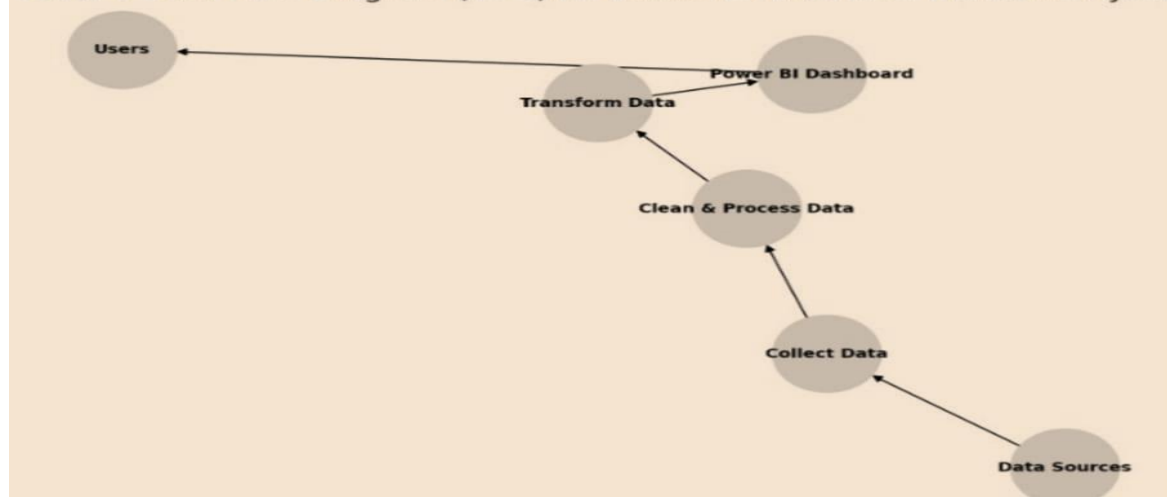 Users
Power BI Dashboard
Transform Data
Clean & Process Data
Collect Data
Data Sources